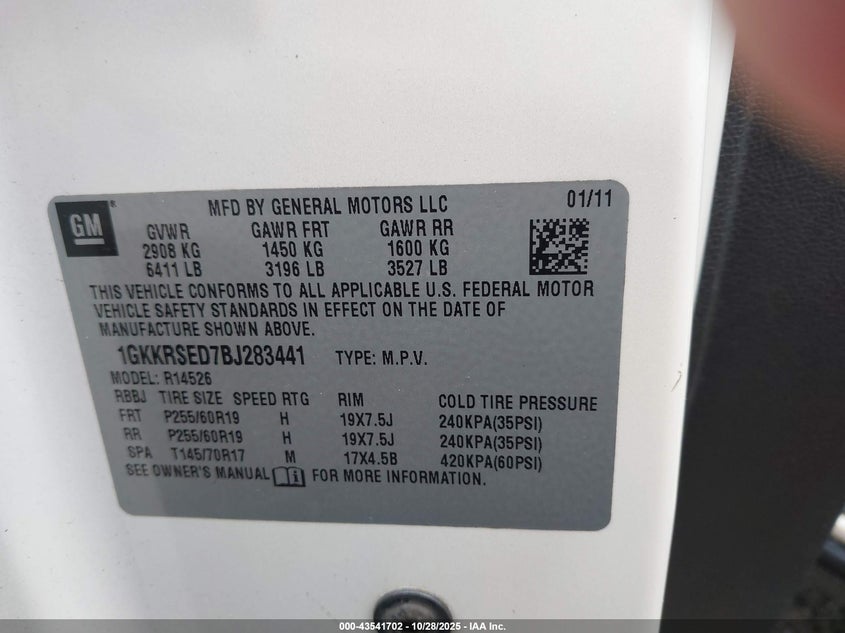 GM®
MFD BY GENERAL MOTORS LLC 01/11
GVWR GAWR FRT GAWR RR
2908 KG 1450 KG 1600 KG
6411 LB 3196 LB 3527 LB
THIS VEHICLE CONFORMS TO ALL APPLICABLE U.S. FEDERAL MOTOR
VEHICLE SAFETY STANDARDS IN EFFECT ON THE DATE OF
MANUFACTURE SHOWN ABOVE.
1GKKRSED7BJ283441 TYPE: M.P.V.
MODEL: R14526
RBBJ TIRE SIZE SPEED RTG RIM COLD TIRE PRESSURE
FRT P255/60R19 H 19X7.5J 240KPA(35PSI)
RR P255/60R19 H 19X7.5J 240KPA(35PSI)
SPA T145/70R17 M 17X4.5B 420KPA(60PSI)
SEE OWNER'S MANUAL i FOR MORE INFORMATION.
000-43541702 - 10/28/2025 - IAA Inc.